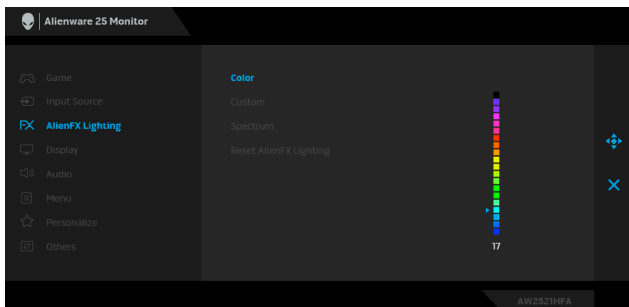 Alienware 25 Monitor
Game
Color
Input Source
Custom
FX AlienFX Lighting
Spectrum
Display
Reset AlienFX Lighting
Audio
Menu
Personalize
Others
17
AW2521HFA